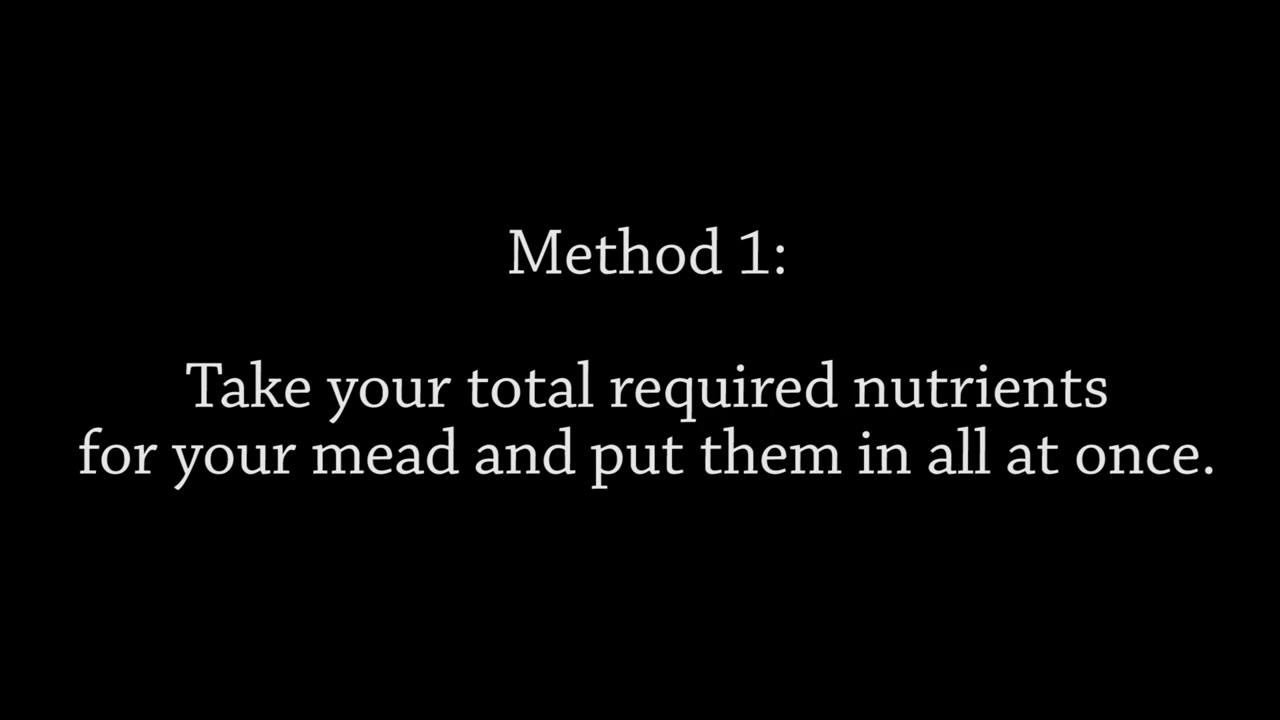 Method 1:
Take your total required nutrients
for your mead and put them in all at once.